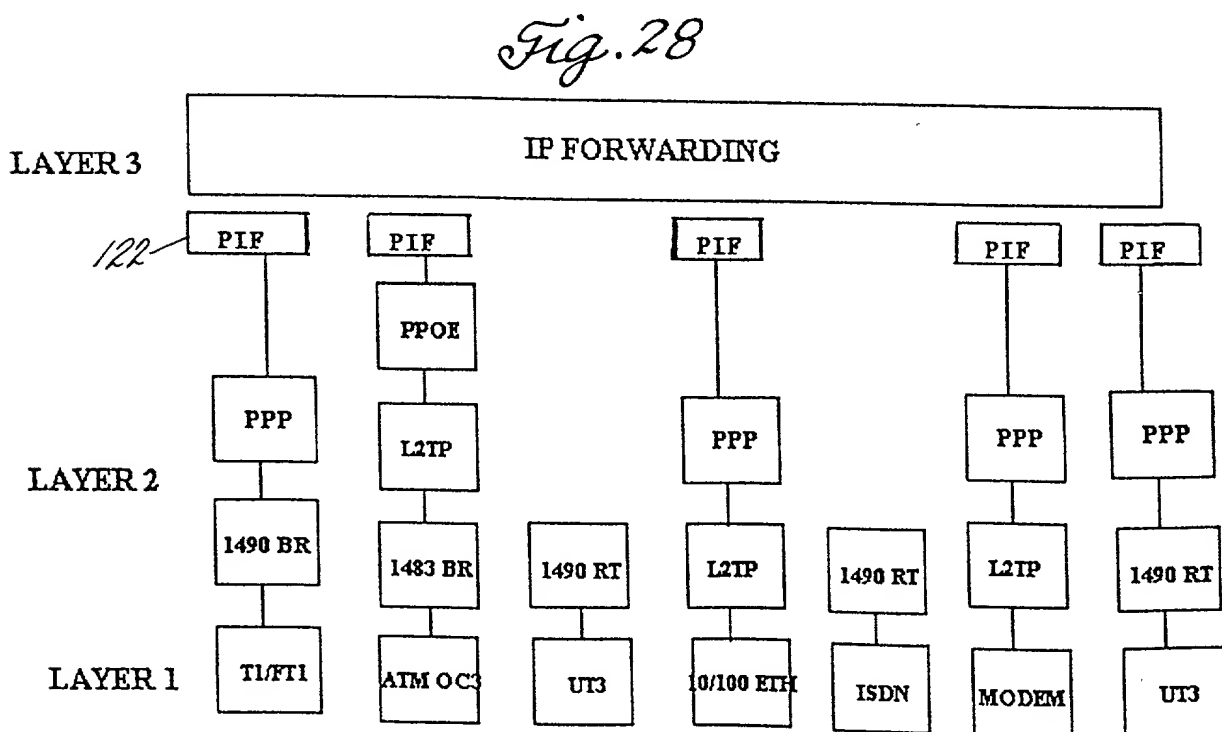 Fig. 28
LAYER 3
IP FORWARDING
122
PIF
PIF
PIF
PIF
PIF
PPOE
LAYER 2
PPP
L2TP
PPP
PPP
PPP
1490 BR
1483 BR
1490 RT
L2TP
1490 RT
L2TP
1490 RT
LAYER 1
T1/FT1
ATM OC3
UT3
10/100 ETH
ISDN
MODEM
UT3